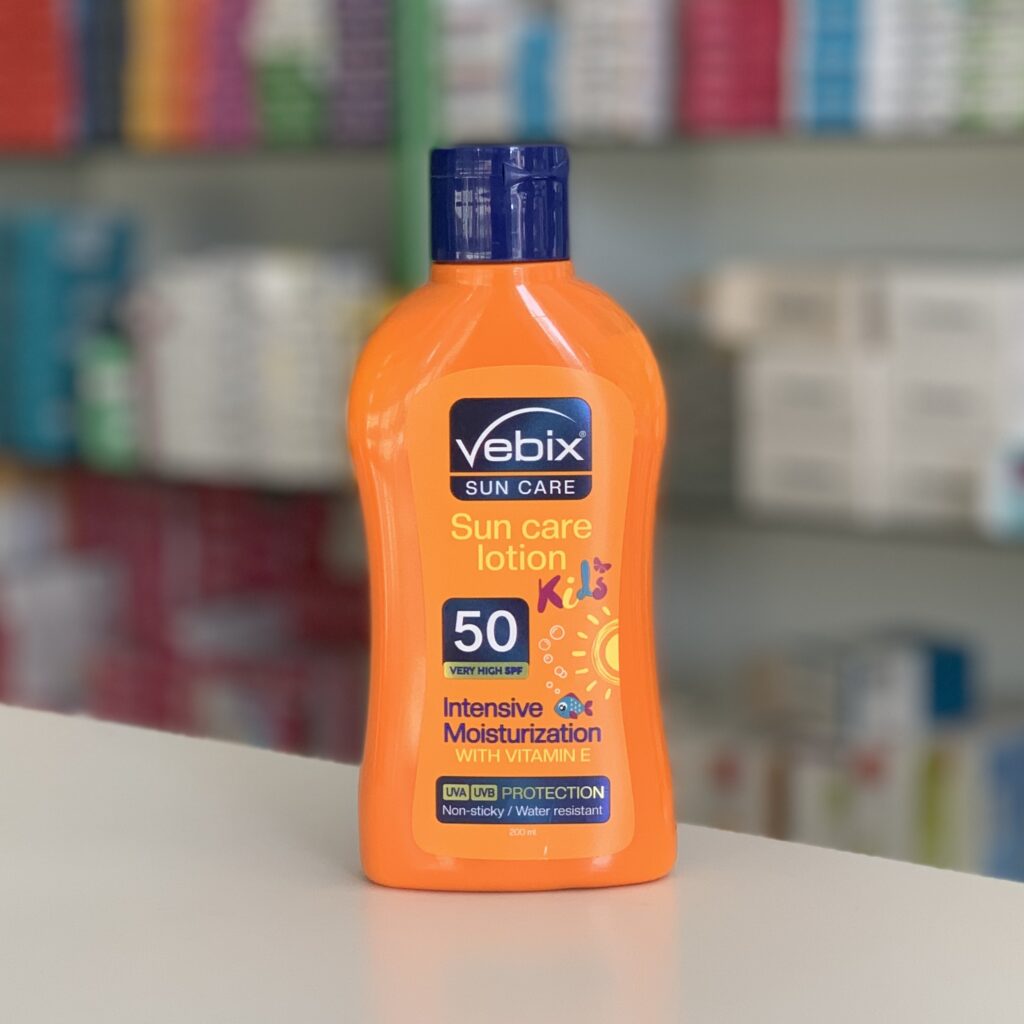 Vebix®
SUN CARE
Sun care
lotion
Kids
50
VERY HIGH SPF
Intensive
Moisturization
WITH VITAMIN E
UVA UVB PROTECTION
Non-sticky / Water resistant
200 ml